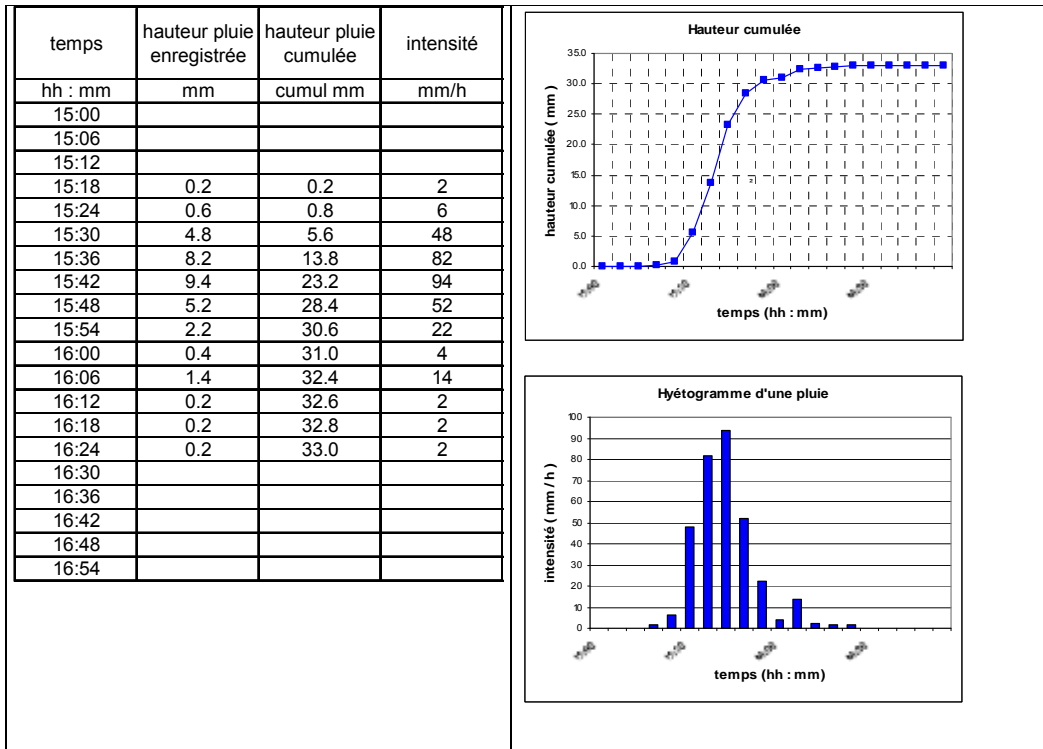 temps hauteur pluie enregistrée hauteur pluie cumulée intensité
hh : mm mm cumul mm mm/h
15:00
15:06
15:12
15:18 0.2 0.2 2
15:24 0.6 0.8 6
15:30 4.8 5.6 48
15:36 8.2 13.8 82
15:42 9.4 23.2 94
15:48 5.2 28.4 52
15:54 2.2 30.6 22
16:00 0.4 31.0 4
16:06 1.4 32.4 14
16:12 0.2 32.6 2
16:18 0.2 32.8 2
16:24 0.2 33.0 2
16:30
16:36
16:42
16:48
16:54
Hauteur cumulée
hauteur cumulée ( mm )
35.0
30.0
25.0
20.0
15.0
10.0
5.0
0.0
temps (hh : mm)
Hyétogramme d'une pluie
intensité ( mm / h )
100
90
80
70
60
50
40
30
20
10
0
temps (hh : mm)